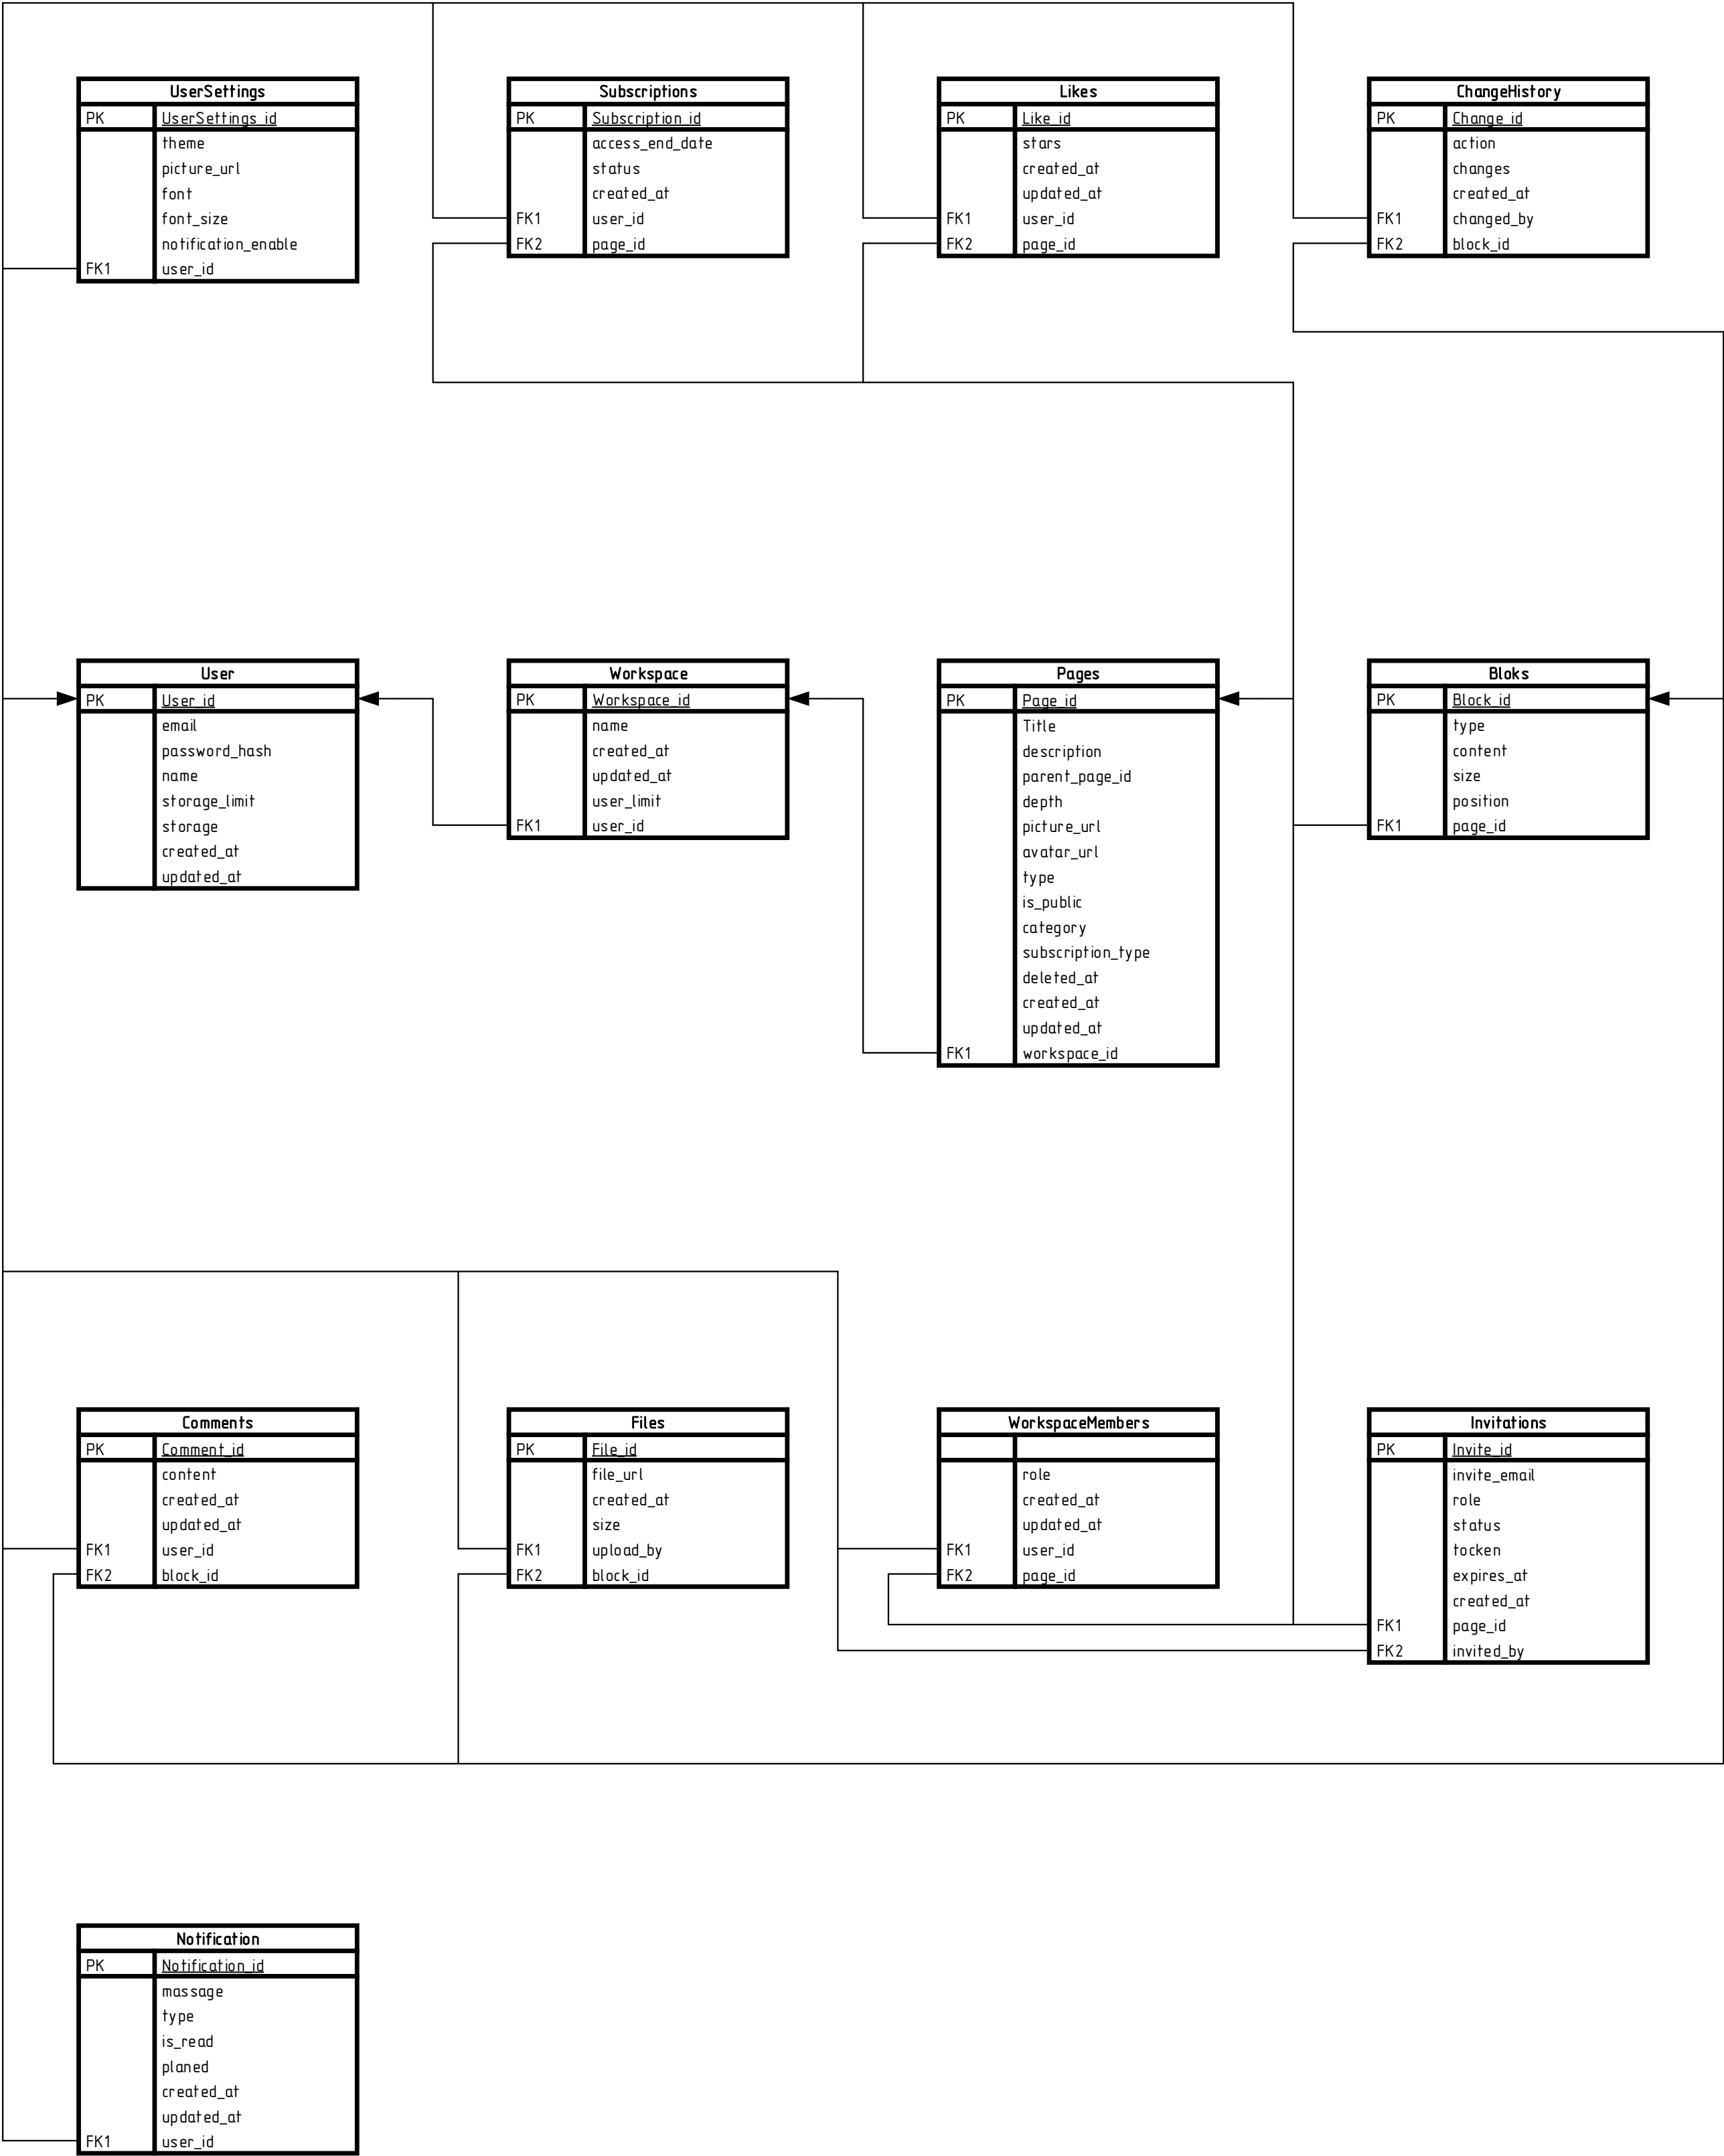 UserSettings
PK UserSettings_id
theme
picture_url
font
font_size
notification_enable
FK1 user_id
Subscriptions
PK Subscription_id
access_end_date
status
created_at
FK1 user_id
FK2 page_id
Likes
PK Like_id
stars
created_at
updated_at
FK1 user_id
FK2 page_id
ChangeHistory
PK Change_id
action
changes
created_at
FK1 changed_by
FK2 block_id
User
PK User_id
email
password_hash
name
storage_limit
storage
created_at
updated_at
Workspace
PK Workspace_id
name
created_at
updated_at
user_limit
FK1 user_id
Pages
PK Page_id
Title
description
parent_page_id
depth
picture_url
avatar_url
type
is_public
category
subscription_type
deleted_at
created_at
updated_at
FK1 workspace_id
Bloks
PK Block_id
type
content
size
position
FK1 page_id
Comments
PK Comment_id
content
created_at
updated_at
FK1 user_id
FK2 block_id
Files
PK File_id
file_url
created_at
size
FK1 upload_by
FK2 block_id
WorkspaceMembers
role
created_at
updated_at
FK1 user_id
FK2 page_id
Invitations
PK Invite_id
invite_email
role
status
tocken
expires_at
created_at
FK1 page_id
FK2 invited_by
Notification
PK Notification_id
massage
type
is_read
planed
created_at
updated_at
FK1 user_id